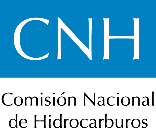 CNH
Comisión Nacional
de Hidrocarburos